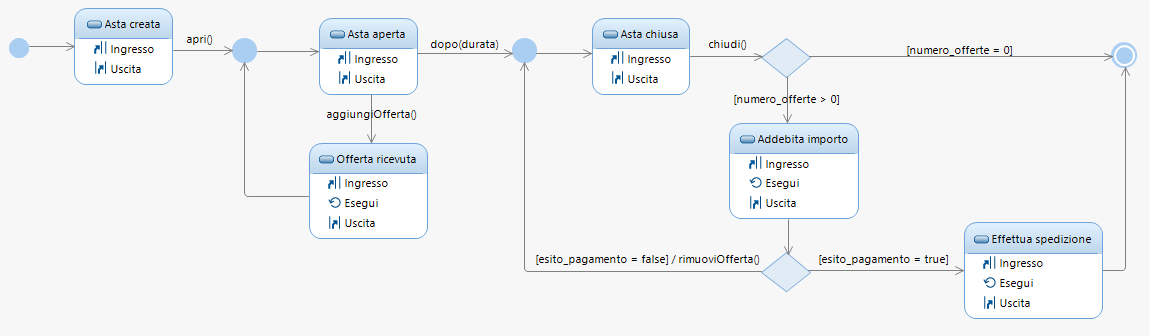 Asta creata
Ingresso
Uscita
apri()
Asta aperta
Ingresso
Uscita
dopo(durata)
aggiungiOfferta()
Offerta ricevuta
Ingresso
Esegui
Uscita
Asta chiusa
Ingresso
Uscita
chiudi()
[numero_offerte = 0]
[numero_offerte > 0]
Addebita importo
Ingresso
Esegui
Uscita
[esito_pagamento = false] / rimuoviOfferta()
[esito_pagamento = true]
Effettua spedizione
Ingresso
Esegui
Uscita